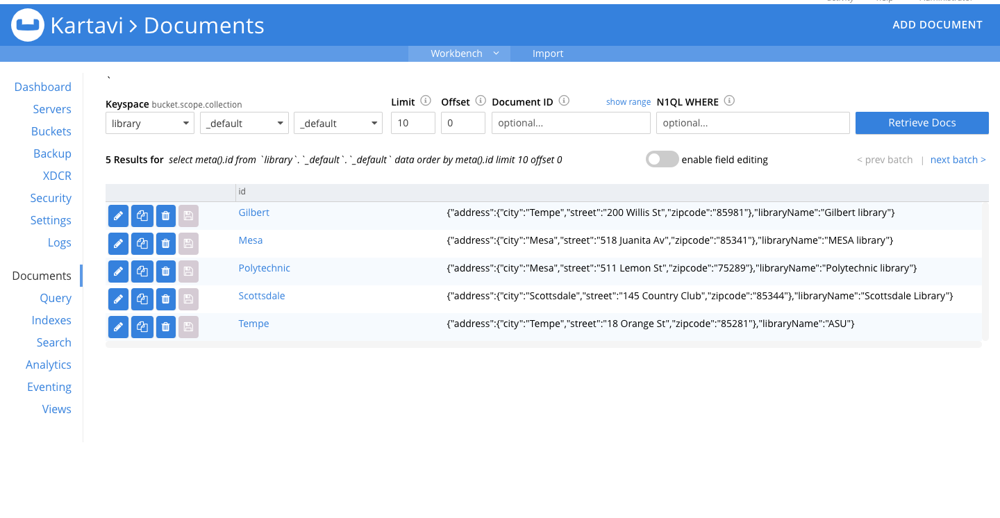 Kartavi > Documents
ADD DOCUMENT
Workbench
Import
Dashboard
Servers
Buckets
Backup
XDCR
Security
Settings
Logs
Documents
Query
Indexes
Search
Analytics
Eventing
Views
`
Keyspace bucket.scope.collection
library
_default
_default
Limit
10
Offset
0
Document ID
show range
optional...
N1QL WHERE
optional...
Retrieve Docs
5 Results for select meta().id from `library`.`_default`.`_default` data order by meta().id limit 10 offset 0
enable field editing
< prev batch | next batch >
id
Gilbert {"address":{"city":"Tempe","street":"200 Willis St","zipcode":"85981"},"libraryName":"Gilbert library"}
Mesa {"address":{"city":"Mesa","street":"518 Juanita Av","zipcode":"85341"},"libraryName":"MESA library"}
Polytechnic {"address":{"city":"Mesa","street":"511 Lemon St","zipcode":"75289"},"libraryName":"Polytechnic library"}
Scottsdale {"address":{"city":"Scottsdale","street":"145 Country Club","zipcode":"85344"},"libraryName":"Scottsdale Library"}
Tempe {"address":{"city":"Tempe","street":"18 Orange St","zipcode":"85281"},"libraryName":"ASU"}